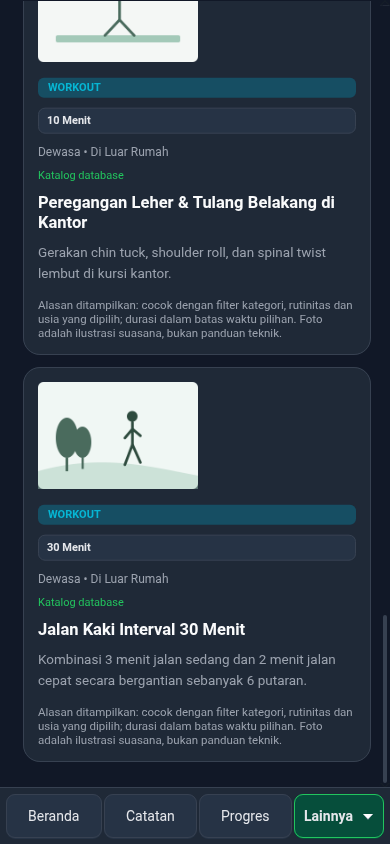 WORKOUT
10 Menit
Dewasa • Di Luar Rumah
Katalog database
Peregangan Leher & Tulang Belakang di
Kantor
Gerakan chin tuck, shoulder roll, dan spinal twist
lembut di kursi kantor.
Alasan ditampilkan: cocok dengan filter kategori, rutinitas dan
usia yang dipilih; durasi dalam batas waktu pilihan. Foto
adalah ilustrasi suasana, bukan panduan teknik.
WORKOUT
30 Menit
Dewasa • Di Luar Rumah
Katalog database
Jalan Kaki Interval 30 Menit
Kombinasi 3 menit jalan sedang dan 2 menit jalan
cepat secara bergantian sebanyak 6 putaran.
Alasan ditampilkan: cocok dengan filter kategori, rutinitas dan
usia yang dipilih; durasi dalam batas waktu pilihan. Foto
adalah ilustrasi suasana, bukan panduan teknik.
Beranda
Catatan
Progres
Lainnya